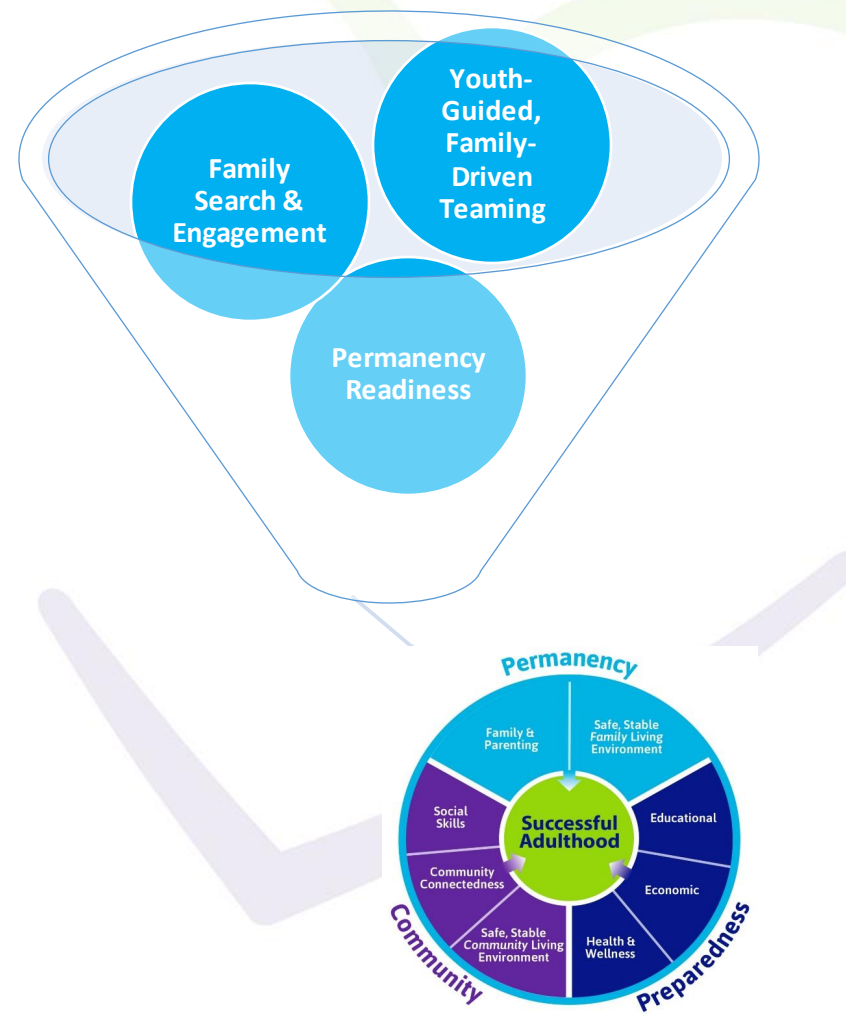 Youth-
Guided,
Family-
Driven
Teaming
Family
Search &
Engagement
Permanency
Readiness
Permanency
Family &
Parenting
Safe, Stable
Family Living
Environment
Social
Skills
Successful
Adulthood
Educational
Community
Connectedness
Economic
Safe, Stable
Community Living
Environment
Health &
Wellness
Community
Preparedness